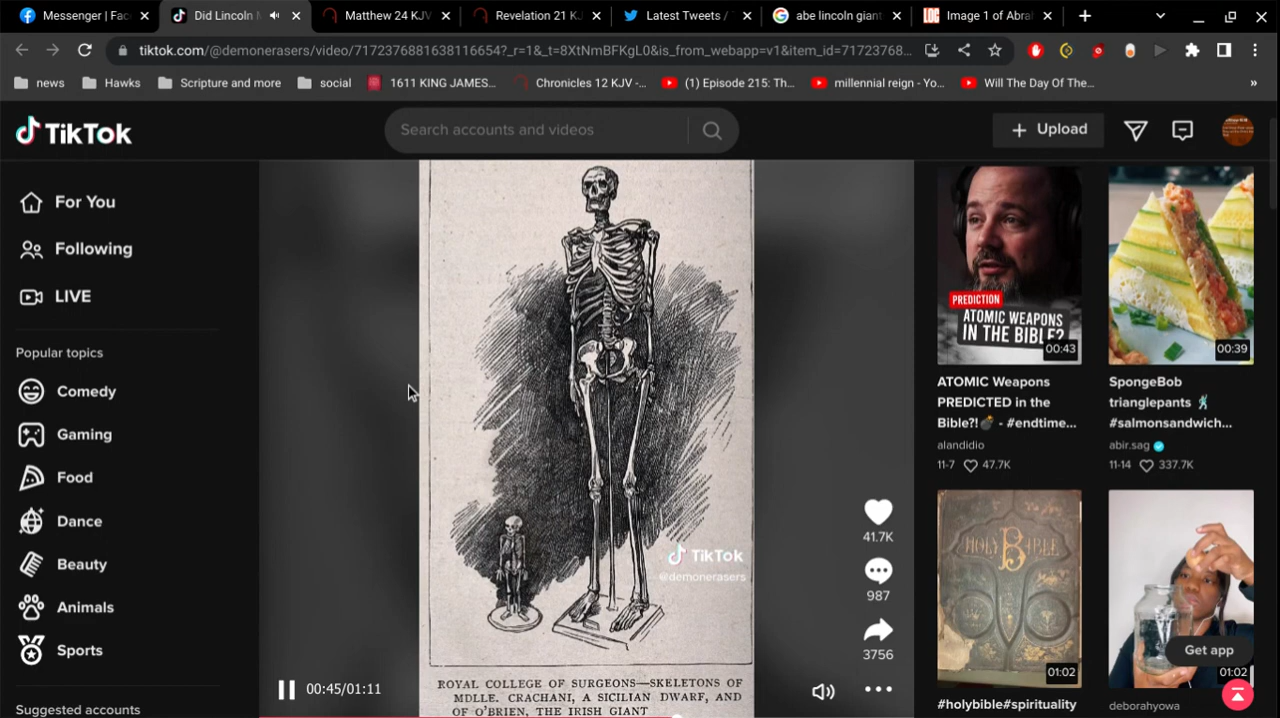 Messenger | Fac
Did Lincoln M
Matthew 24 KJV
Revelation 21 KJ
Latest Tweets /
abe lincoln giant
LOC
Image 1 of Abra
tiktok.com/@demonerasers/video/7172376881638116654?_r=1&_t=8XtNmBFKgL0&is_from_webapp=v1&item_id=71723768...
news
Hawks
Scripture and more
social
1611 KING JAMES...
Chronicles 12 KJV -...
(1) Episode 215: Th...
millennial reign - Yo...
Will The Day Of The...
»
TikTok
Search accounts and videos
+ Upload
For You
Following
LIVE
Popular topics
Comedy
Gaming
Food
Dance
Beauty
Animals
Sports
Suggested accounts
TikTok
@demonerasers
ROYAL COLLEGE OF SURGEONS—SKELETONS OF
MDLLE. CRACHANI, A SICILIAN DWARF, AND
OF O'BRIEN, THE IRISH GIANT
00:45/01:11
41.7K
987
3756
PREDICTION
ATOMIC WEAPONS
IN THE BIBLE?
00:43
ATOMIC Weapons
PREDICTED in the
Bible?!💣 - #endtime...
alandidio
11-7 47.7K
00:39
SpongeBob
trianglepants 🕺
#salmonsandwich...
abir.sag
11-14 337.7K
HOLY BIBLE
01:02
#holybible#spirituality
Get app
01:02
deborahyowa